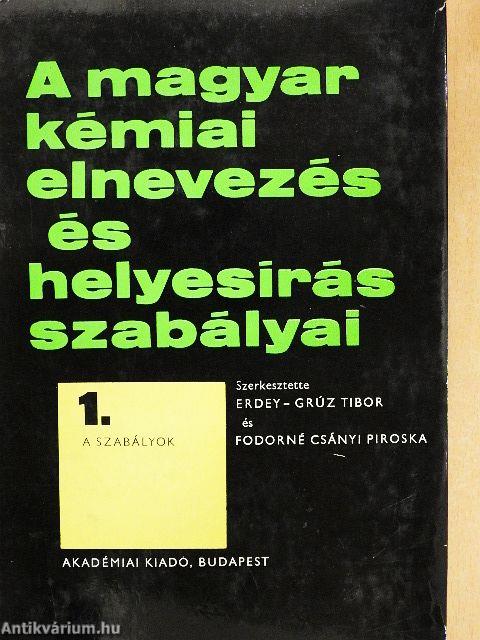 A magyar
kémiai
elnevezés
és
helyesírás
szabályai
1.
A SZABÁLYOK
Szerkesztette
ERDEY–GRÚZ TIBOR
és
FODORNÉ CSÁNYI PIROSKA
AKADÉMIAI KIADÓ, BUDAPEST
Antikvárium.hu